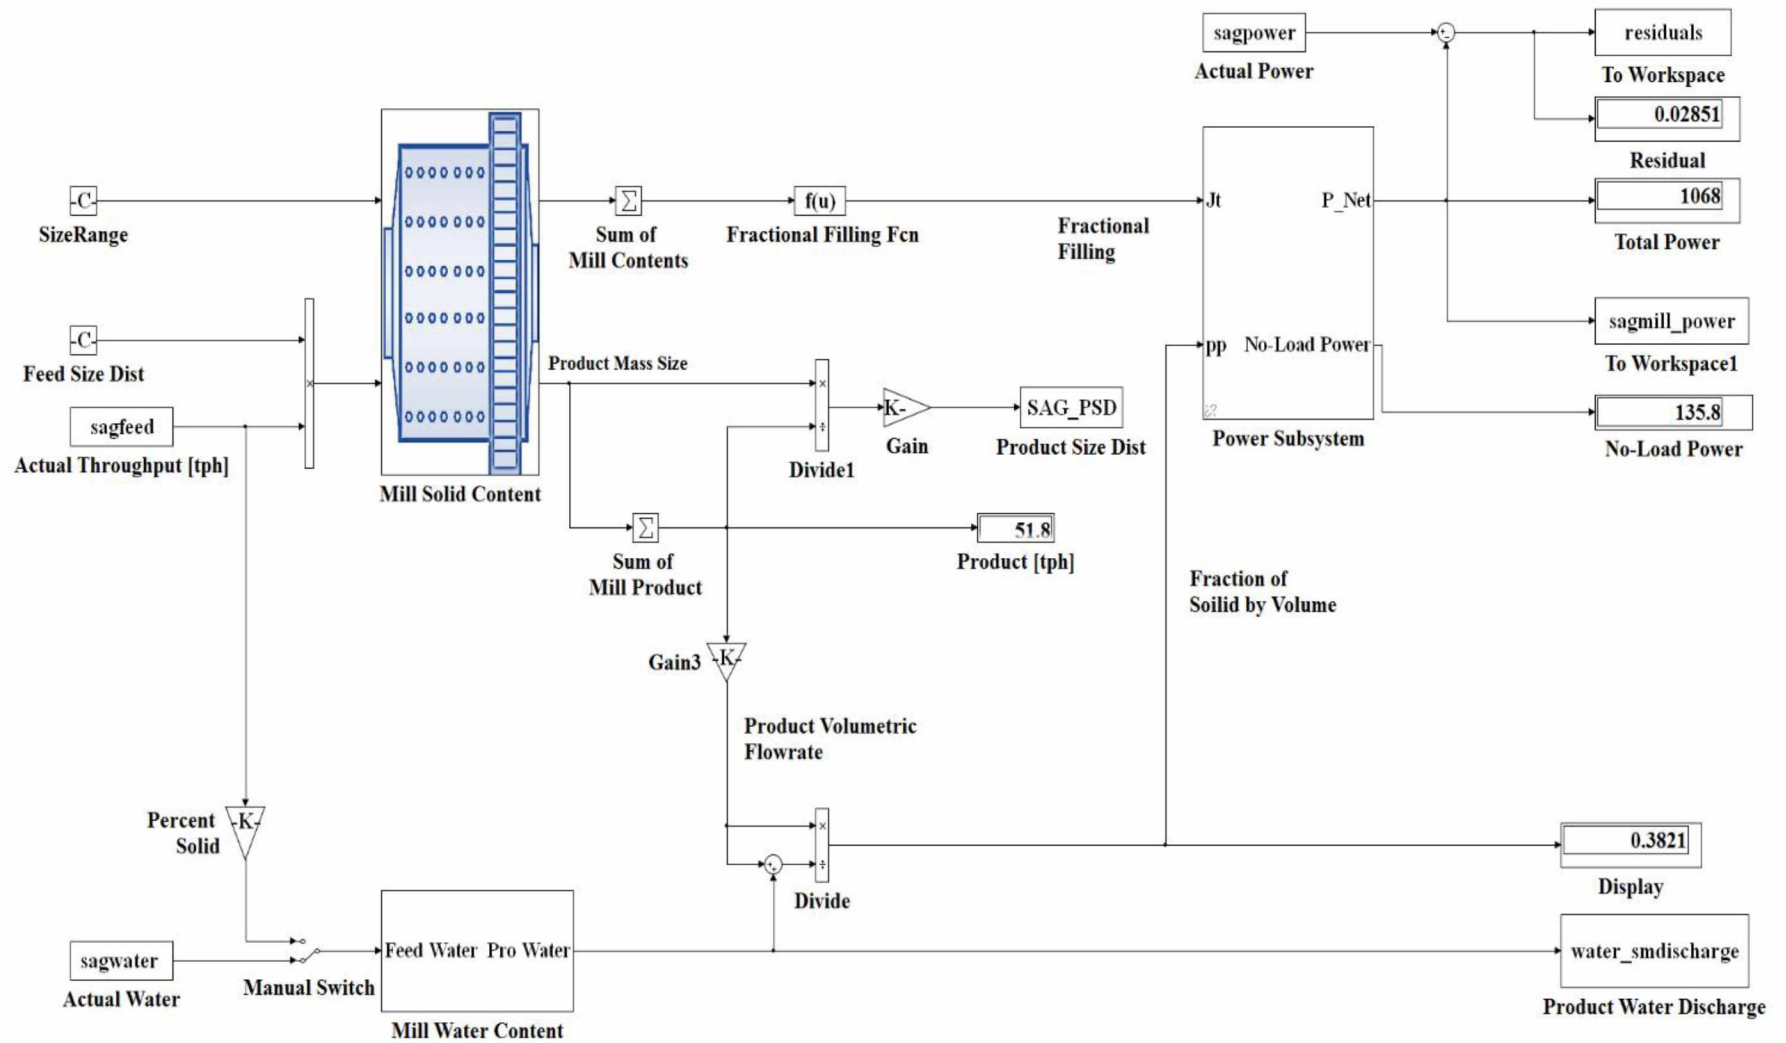 sagpower
Actual Power
residuals
To Workspace
0.02851
Residual
-C-
SizeRange
Σ
Sum of
Mill Contents
f(u)
Fractional Filling Fcn
Fractional
Filling
Jt
P_Net
1068
Total Power
-C-
Feed Size Dist
sagfeed
Actual Throughput [tph]
×
Mill Solid Content
Product Mass Size
×
÷
Divide1
K-
Gain
SAG_PSD
Product Size Dist
pp
No-Load Power
Power Subsystem
sagmill_power
To Workspace1
135.8
No-Load Power
Σ
Sum of
Mill Product
51.8
Product [tph]
Fraction of
Soilid by Volume
Gain3
-K-
Product Volumetric
Flowrate
Percent
Solid
-K-
×
÷
Divide
0.3821
Display
sagwater
Actual Water
Manual Switch
Feed Water
Pro Water
Mill Water Content
water_smdischarge
Product Water Discharge